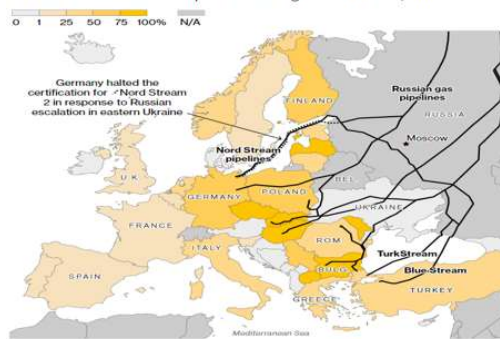 0 1 25 50 75 100% N/A
Germany halted the
certification for Nord Stream
2 in response to Russian
escalation in eastern Ukraine
Russian gas
pipelines
FINLAND
RUSSIA
Moscow
Nord Stream
pipelines
U.K.
BEL.
GERMANY
POLAND
UKRAINE
FRANCE
ROM.
ITALY
TurkStream
SPAIN
BULG.
Blue Stream
TURKEY
GREECE
Mediterranean Sea